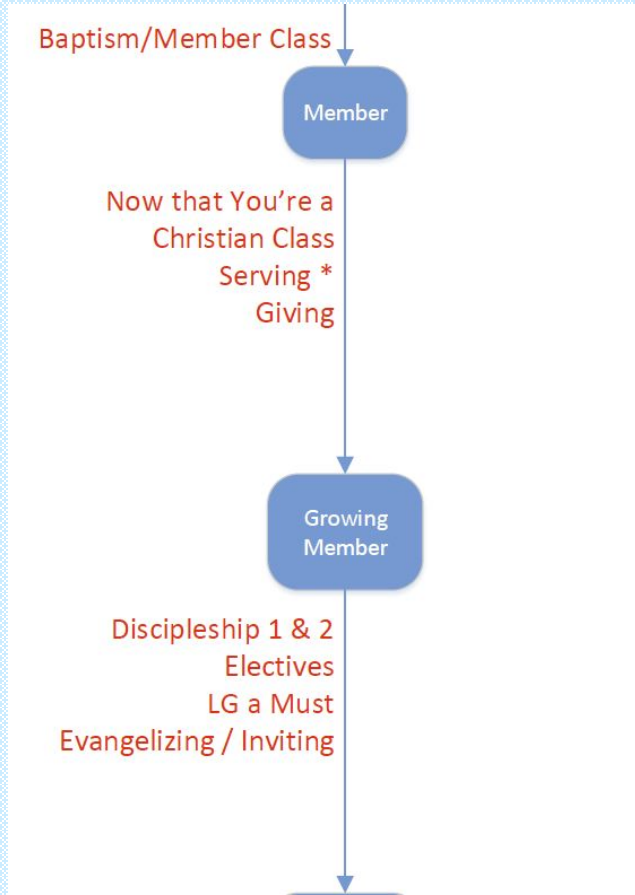 Baptism/Member Class
Member
Now that You’re a
Christian Class
Serving *
Giving
Growing
Member
Discipleship 1 & 2
Electives
LG a Must
Evangelizing / Inviting